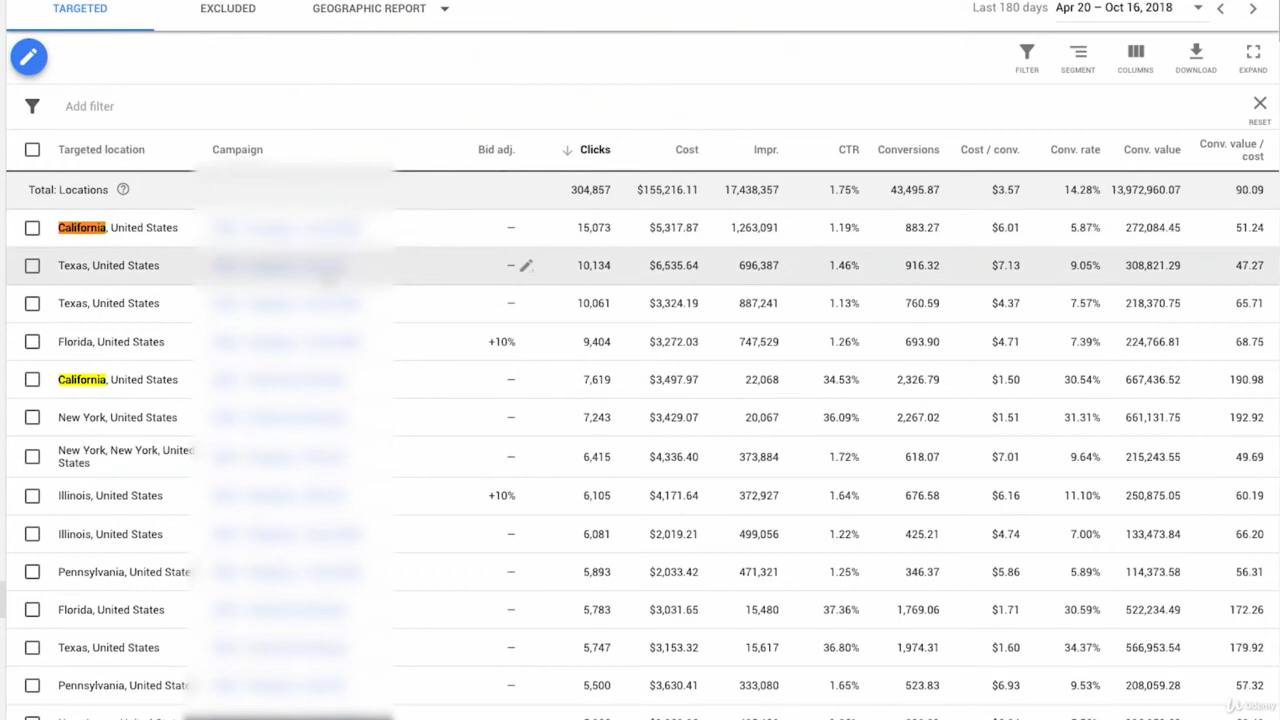 TARGETED EXCLUDED GEOGRAPHIC REPORT Last 180 days Apr 20 – Oct 16, 2018
FILTER SEGMENT COLUMNS DOWNLOAD EXPAND
Add filter
RESET
Targeted location Campaign Bid adj. Clicks Cost Impr. CTR Conversions Cost / conv. Conv. rate Conv. value Conv. value / cost
Total: Locations 304,857 $155,216.11 17,438,357 1.75% 43,495.87 $3.57 14.28% 13,972,960.07 90.09
California, United States – 15,073 $5,317.87 1,263,091 1.19% 883.27 $6.01 5.87% 272,084.45 51.24
Texas, United States – 10,134 $6,535.64 696,387 1.46% 916.32 $7.13 9.05% 308,821.29 47.27
Texas, United States – 10,061 $3,324.19 887,241 1.13% 760.59 $4.37 7.57% 218,370.75 65.71
Florida, United States +10% 9,404 $3,272.03 747,529 1.26% 693.90 $4.71 7.39% 224,766.81 68.75
California, United States – 7,619 $3,497.97 22,068 34.53% 2,326.79 $1.50 30.54% 667,436.52 190.98
New York, United States – 7,243 $3,429.07 20,067 36.09% 2,267.02 $1.51 31.31% 661,131.75 192.92
New York, New York, United States – 6,415 $4,336.40 373,884 1.72% 618.07 $7.01 9.64% 215,243.55 49.69
Illinois, United States +10% 6,105 $4,171.64 372,927 1.64% 676.58 $6.16 11.10% 250,875.05 60.19
Illinois, United States – 6,081 $2,019.21 499,056 1.22% 425.21 $4.74 7.00% 133,473.84 66.20
Pennsylvania, United State – 5,893 $2,033.42 471,321 1.25% 346.37 $5.86 5.89% 114,373.58 56.31
Florida, United States – 5,783 $3,031.65 15,480 37.36% 1,769.06 $1.71 30.59% 522,234.49 172.26
Texas, United States – 5,747 $3,153.32 15,617 36.80% 1,974.31 $1.60 34.37% 566,953.54 179.92
Pennsylvania, United Stat – 5,500 $3,630.41 333,080 1.65% 523.83 $6.93 9.53% 208,059.28 57.32
Udemy